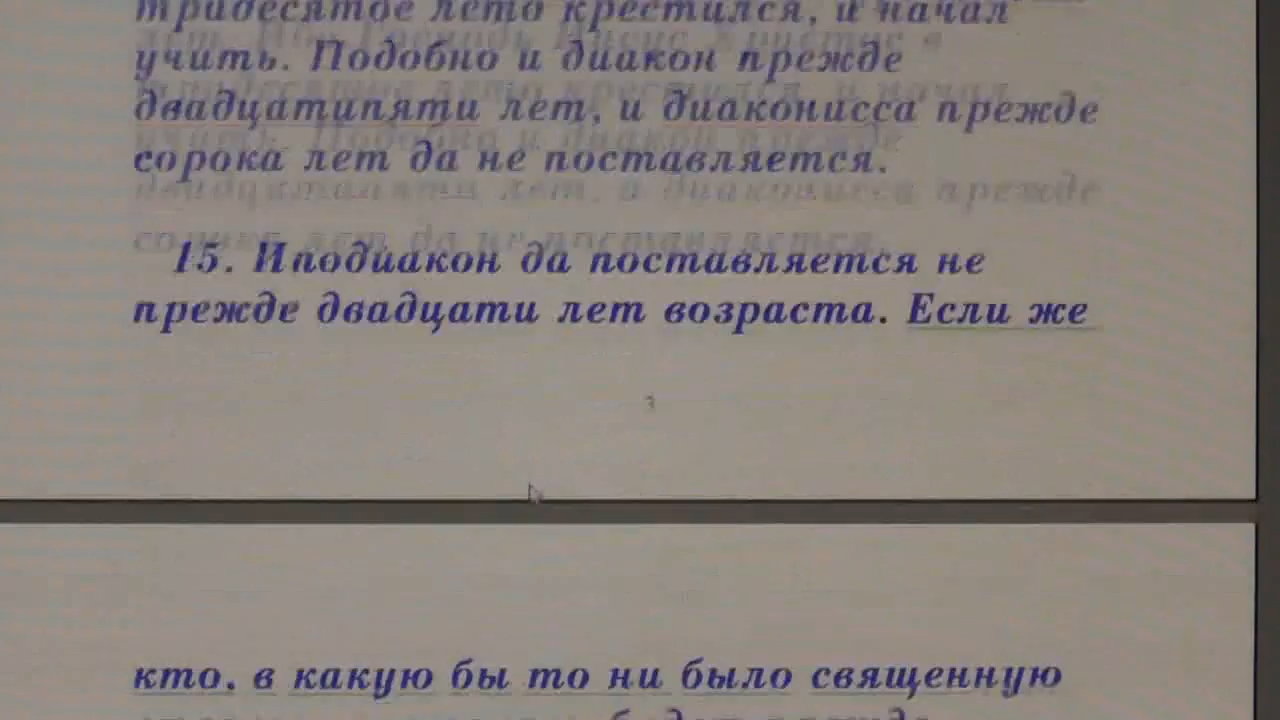 тридесятое лето крестился, и начал
учить. Подобно и диакон прежде
двадцатипяти лет, и диаконисса прежде
сорока лет да не поставляется.
15. Иподиакон да поставляется не
прежде двадцати лет возраста. Если же
3
кто, в какую бы то ни было священную